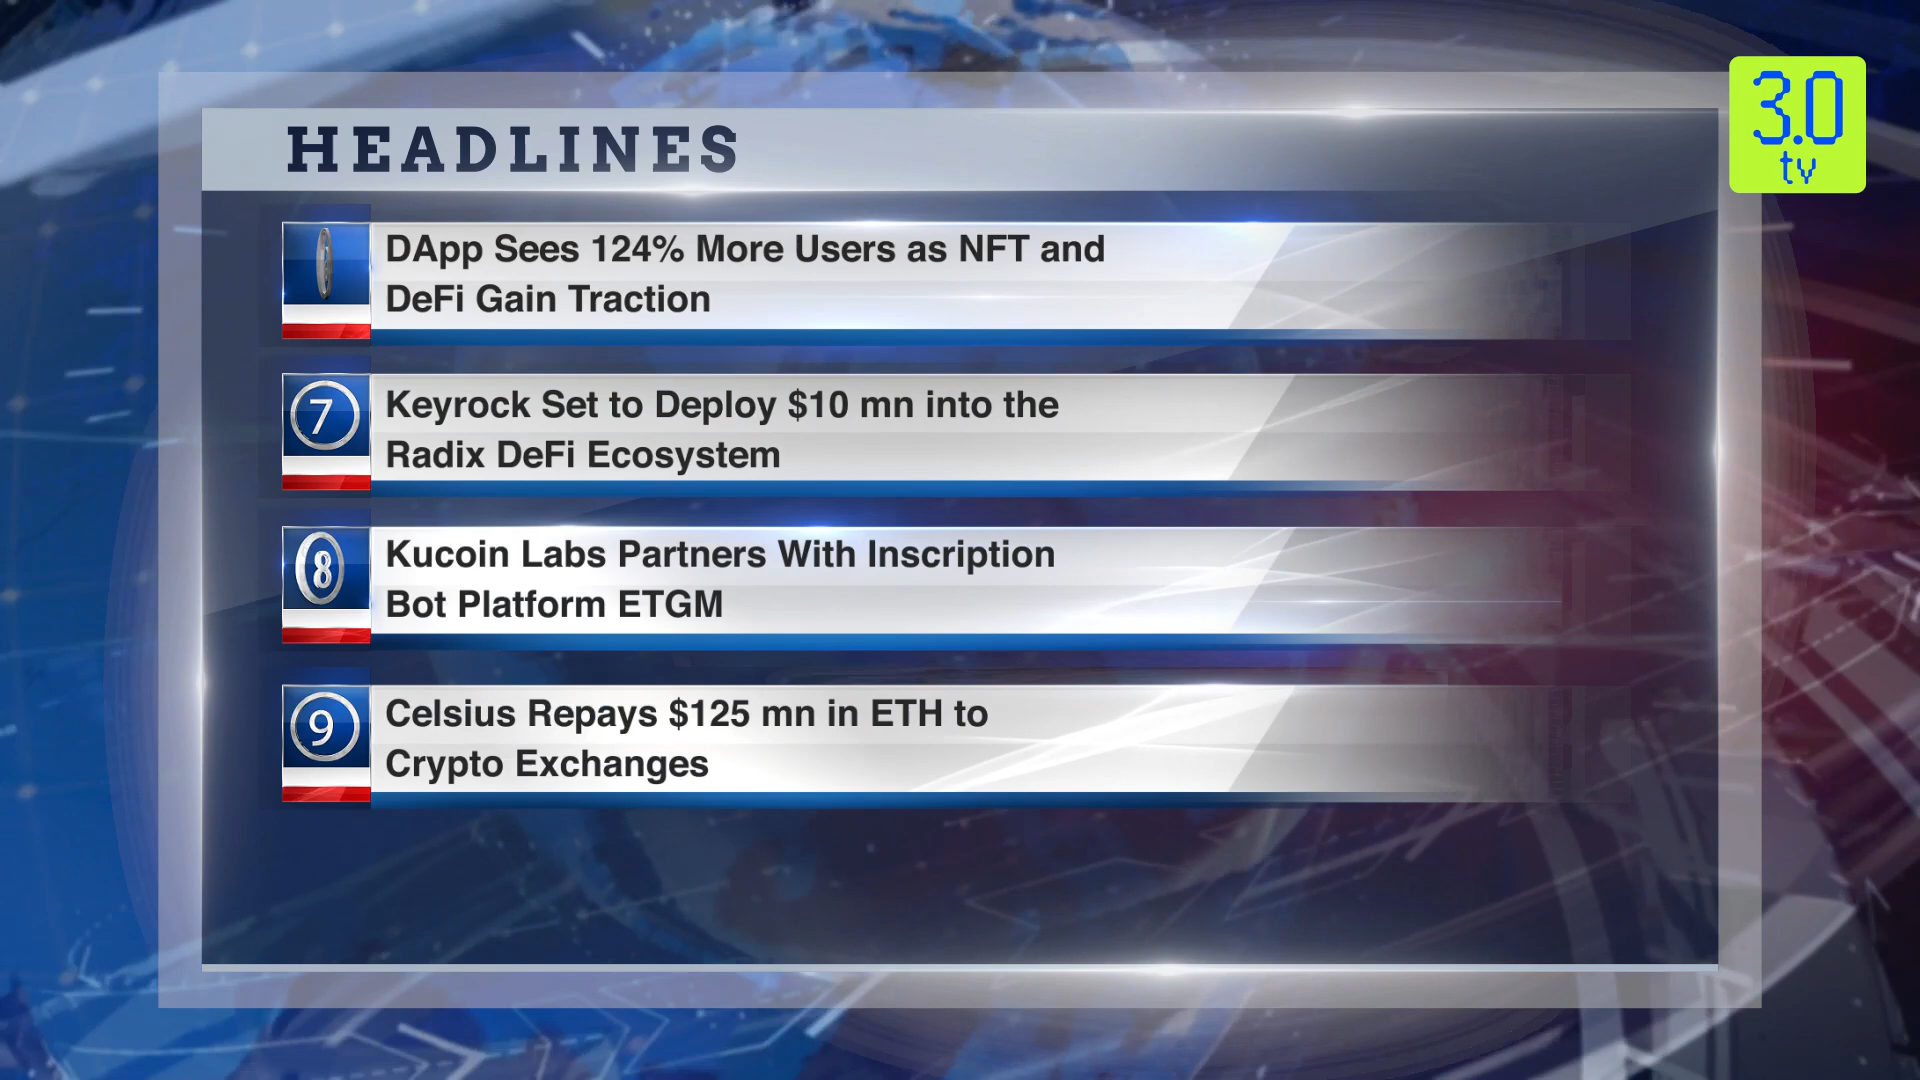 HEADLINES
3.0
tv
DApp Sees 124% More Users as NFT and
DeFi Gain Traction
7
Keyrock Set to Deploy $10 mn into the
Radix DeFi Ecosystem
8
Kucoin Labs Partners With Inscription
Bot Platform ETGM
9
Celsius Repays $125 mn in ETH to
Crypto Exchanges